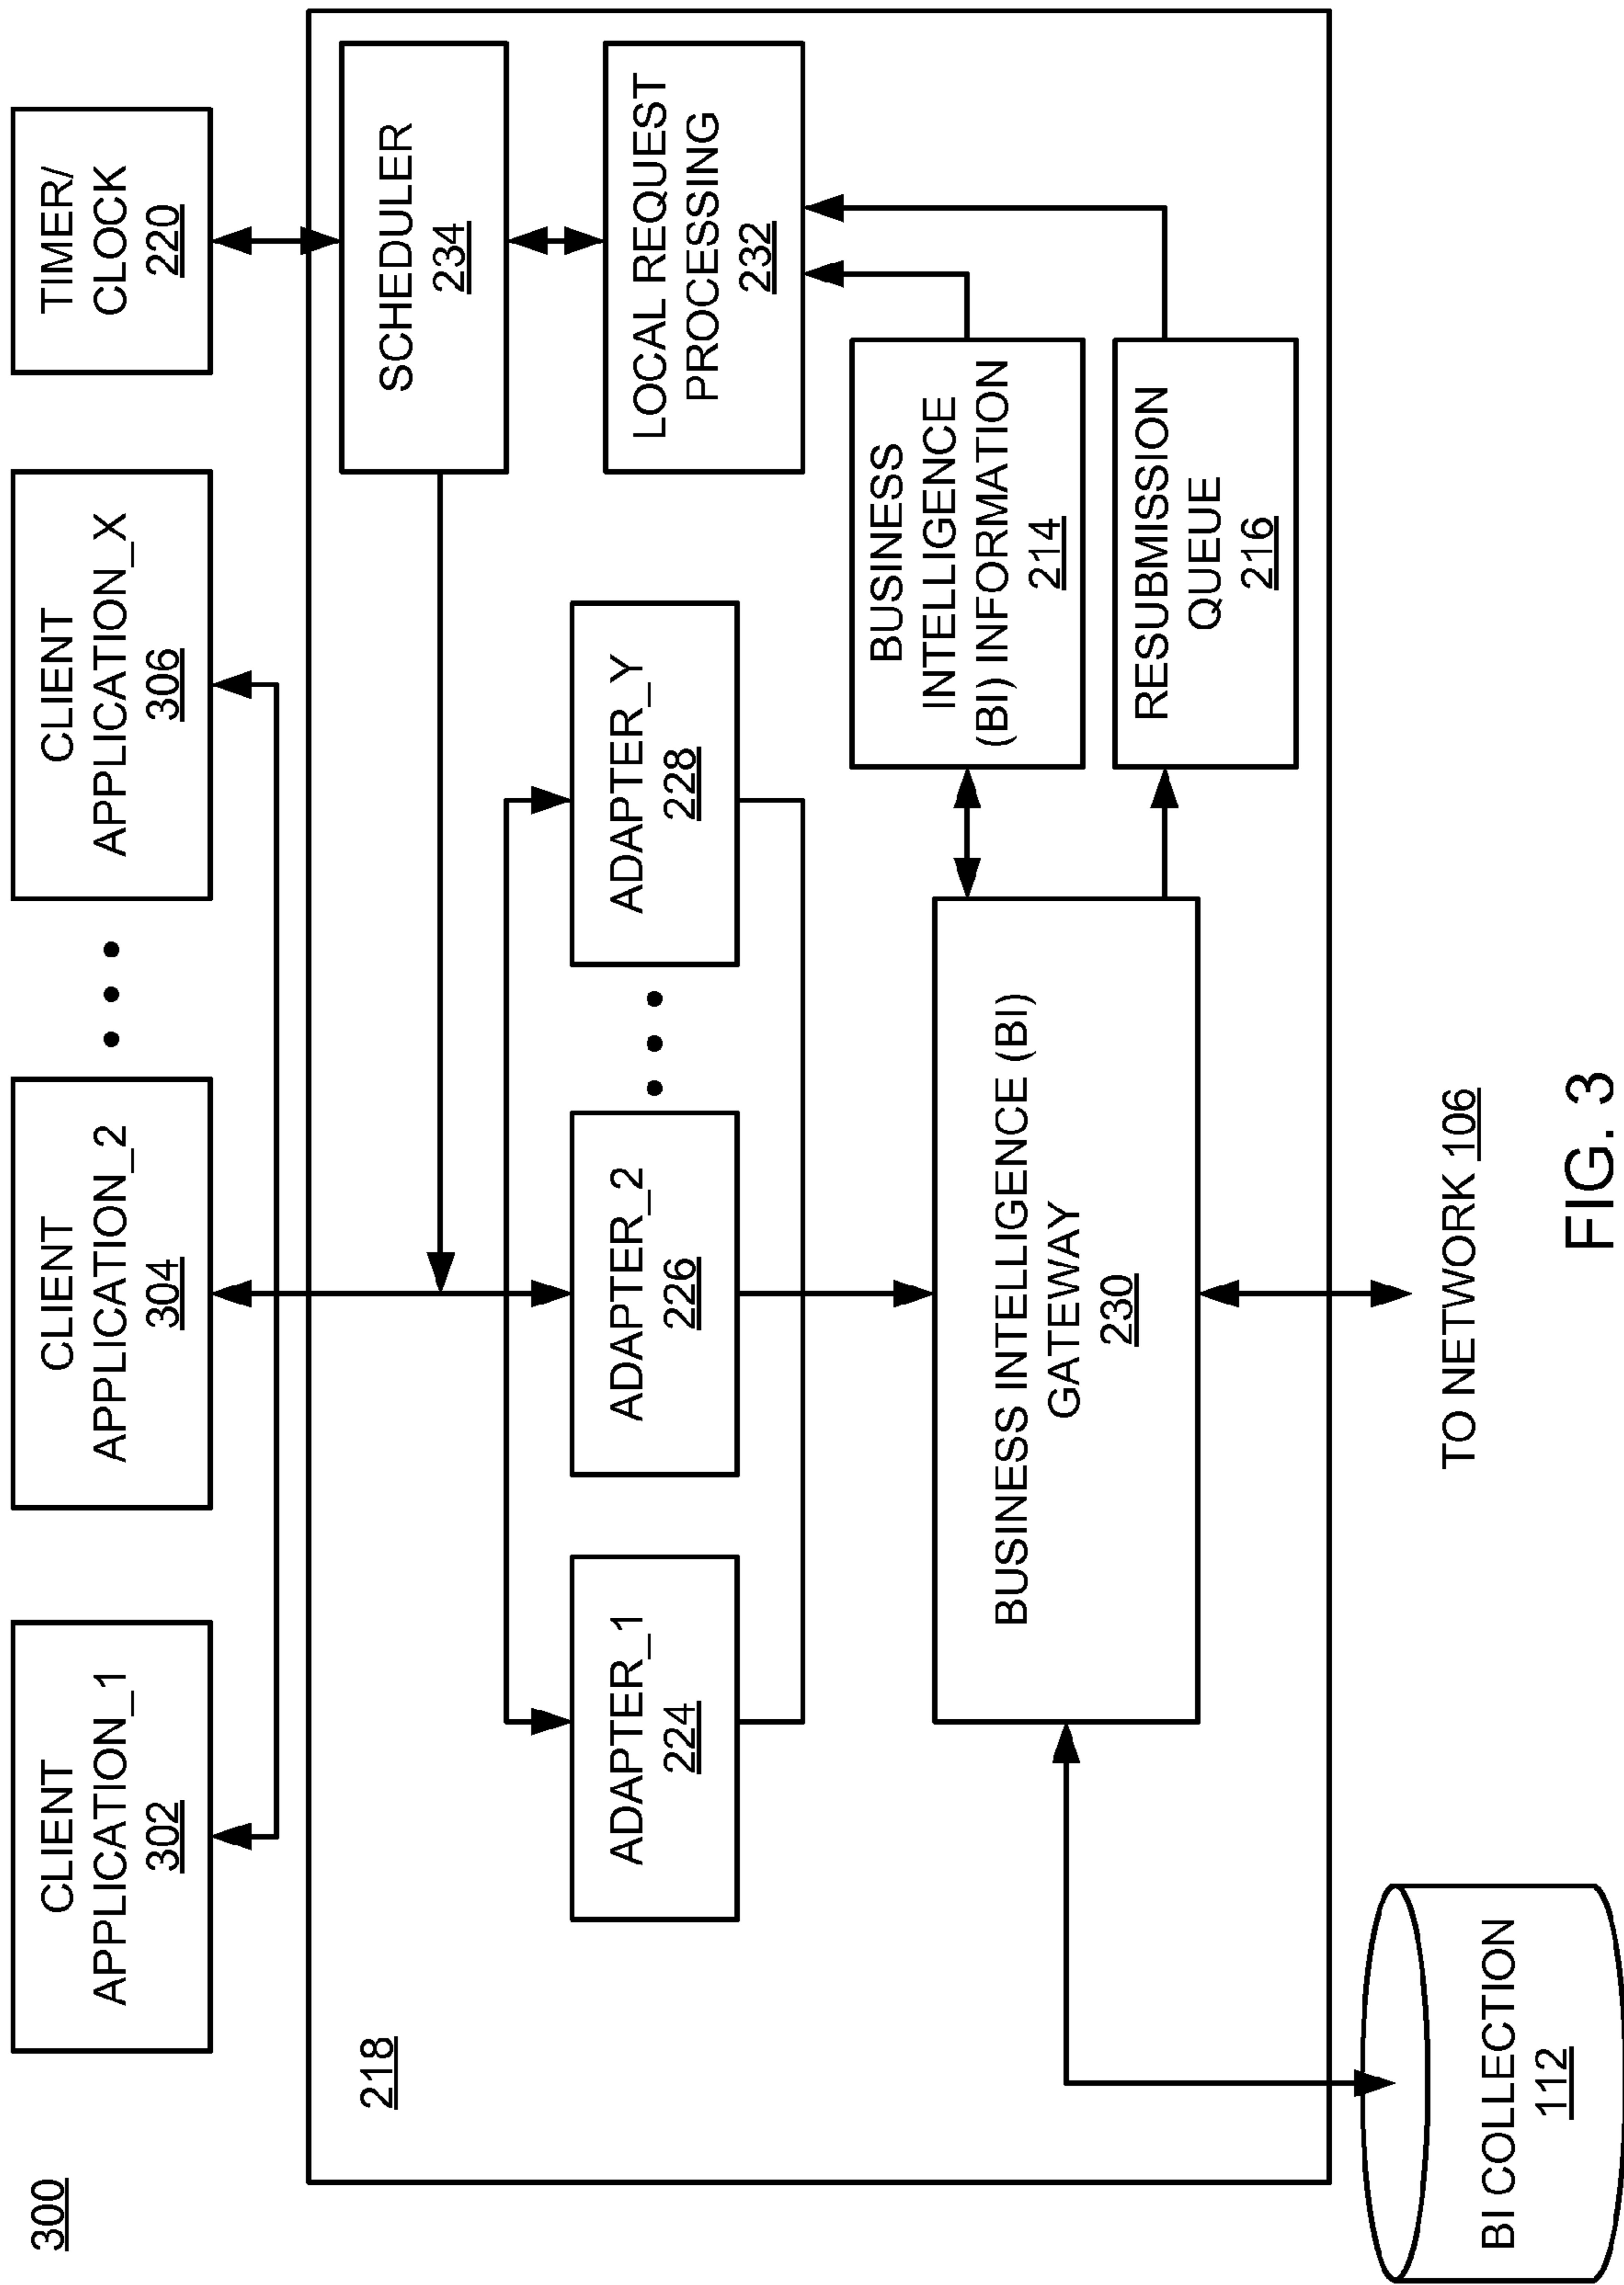 300
CLIENT
APPLICATION_1
302
CLIENT
APPLICATION_2
304
CLIENT
APPLICATION_X
306
TIMER/
CLOCK
220
218
SCHEDULER
234
ADAPTER_1
224
ADAPTER_2
226
ADAPTER_Y
228
LOCAL REQUEST
PROCESSING
232
BUSINESS INTELLIGENCE (BI)
GATEWAY
230
BUSINESS
INTELLIGENCE
(BI) INFORMATION
214
RESUBMISSION
QUEUE
216
BI COLLECTION
112
TO NETWORK 106
FIG. 3